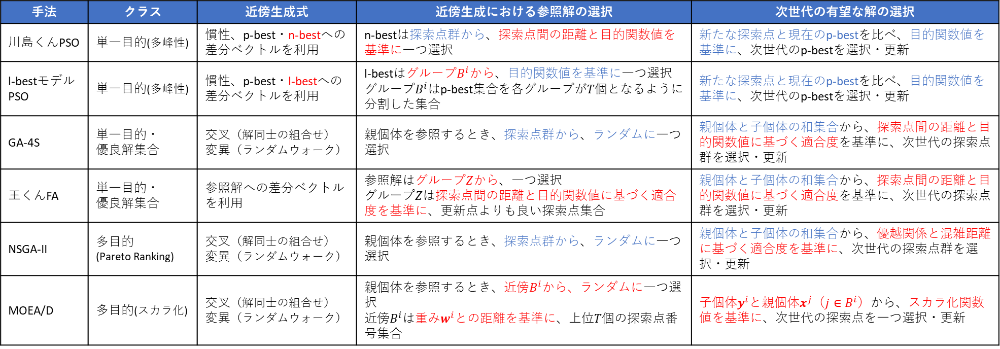 手法
クラス
近傍生成式
近傍生成における参照解の選択
次世代の有望な解の選択
川島くんPSO
単一目的(多峰性)
慣性、p-best・n-bestへの
差分ベクトルを利用
n-bestは探索点群から、探索点間の距離と目的関数値を
基準に一つ選択
新たな探索点と現在のp-bestを比べ、目的関数値を
基準に、次世代のp-bestを選択・更新
l-bestモデル
PSO
単一目的(多峰性)
慣性、p-best・l-bestへの
差分ベクトルを利用
l-bestはグループBⁱから、目的関数値を基準に一つ選択
グループBⁱはp-best集合を各グループがT個となるように
分割した集合
新たな探索点と現在のp-bestを比べ、目的関数値を
基準に、次世代のp-bestを選択・更新
GA-4S
単一目的・
優良解集合
交叉（解同士の組合せ）
変異（ランダムウォーク）
親個体を参照するとき、探索点群から、ランダムに一つ
選択
親個体と子個体の和集合から、探索点間の距離と目
的関数値に基づく適合度を基準に、次世代の探索点
群を選択・更新
王くんFA
単一目的・
優良解集合
参照解への差分ベクトル
を利用
参照解はグループZから、一つ選択
グループZは探索点間の距離と目的関数値に基づく適合
度を基準に、更新点よりも良い探索点集合
親個体と子個体の和集合から、探索点間の距離と目
的関数値に基づく適合度を基準に、次世代の探索点
群を選択・更新
NSGA-II
多目的
(Pareto Ranking)
交叉（解同士の組合せ）
変異（ランダムウォーク）
親個体を参照するとき、探索点群から、ランダムに一つ
選択
親個体と子個体の和集合から、優越関係と混雑距離
に基づく適合度を基準に、次世代の探索点群を選
択・更新
MOEA/D
多目的(スカラ化)
交叉（解同士の組合せ）
変異（ランダムウォーク）
親個体を参照するとき、近傍Bⁱから、ランダムに一つ選
択
近傍Bⁱは重みwⁱとの距離を基準に、上位T個の探索点番
号集合
子個体yⁱと親個体xʲ（j ∈ Bⁱ）から、スカラ化関数
値を基準に、次世代の探索点を一つ選択・更新